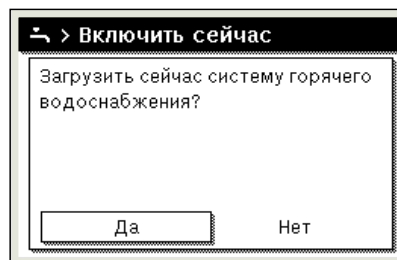 > Включить сейчас
Загрузить сейчас систему горячего
водоснабжения?
Да Нет